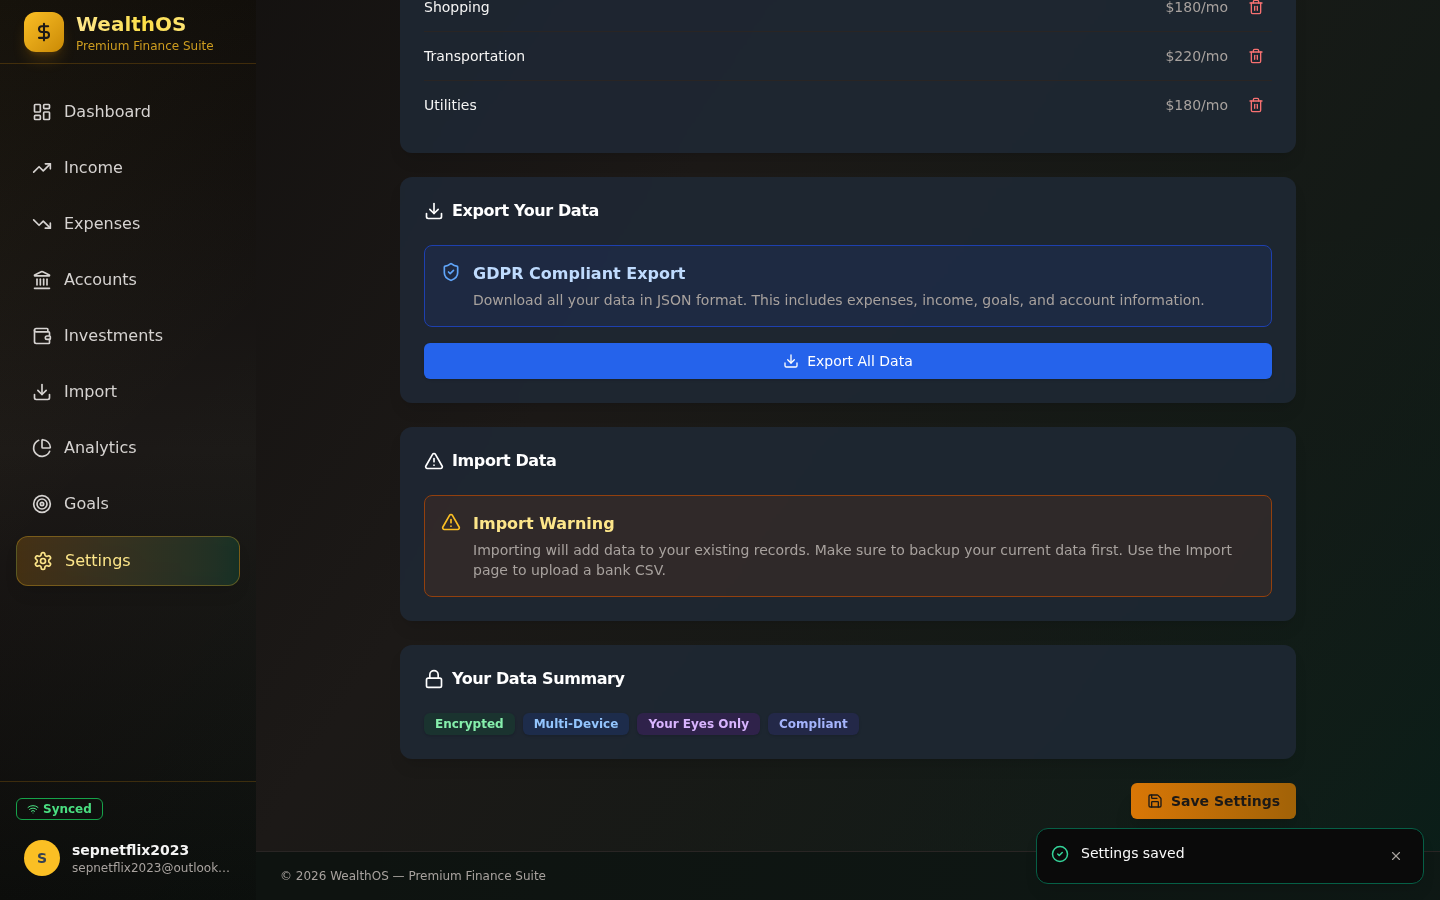 WealthOS
Premium Finance Suite
Dashboard
Income
Expenses
Accounts
Investments
Import
Analytics
Goals
Settings
Synced
S
sepnetflix2023
sepnetflix2023@outlook...
Shopping $180/mo
Transportation $220/mo
Utilities $180/mo
Export Your Data
GDPR Compliant Export
Download all your data in JSON format. This includes expenses, income, goals, and account information.
Export All Data
Import Data
Import Warning
Importing will add data to your existing records. Make sure to backup your current data first. Use the Import
page to upload a bank CSV.
Your Data Summary
Encrypted Multi-Device Your Eyes Only Compliant
Save Settings
Settings saved
© 2026 WealthOS — Premium Finance Suite